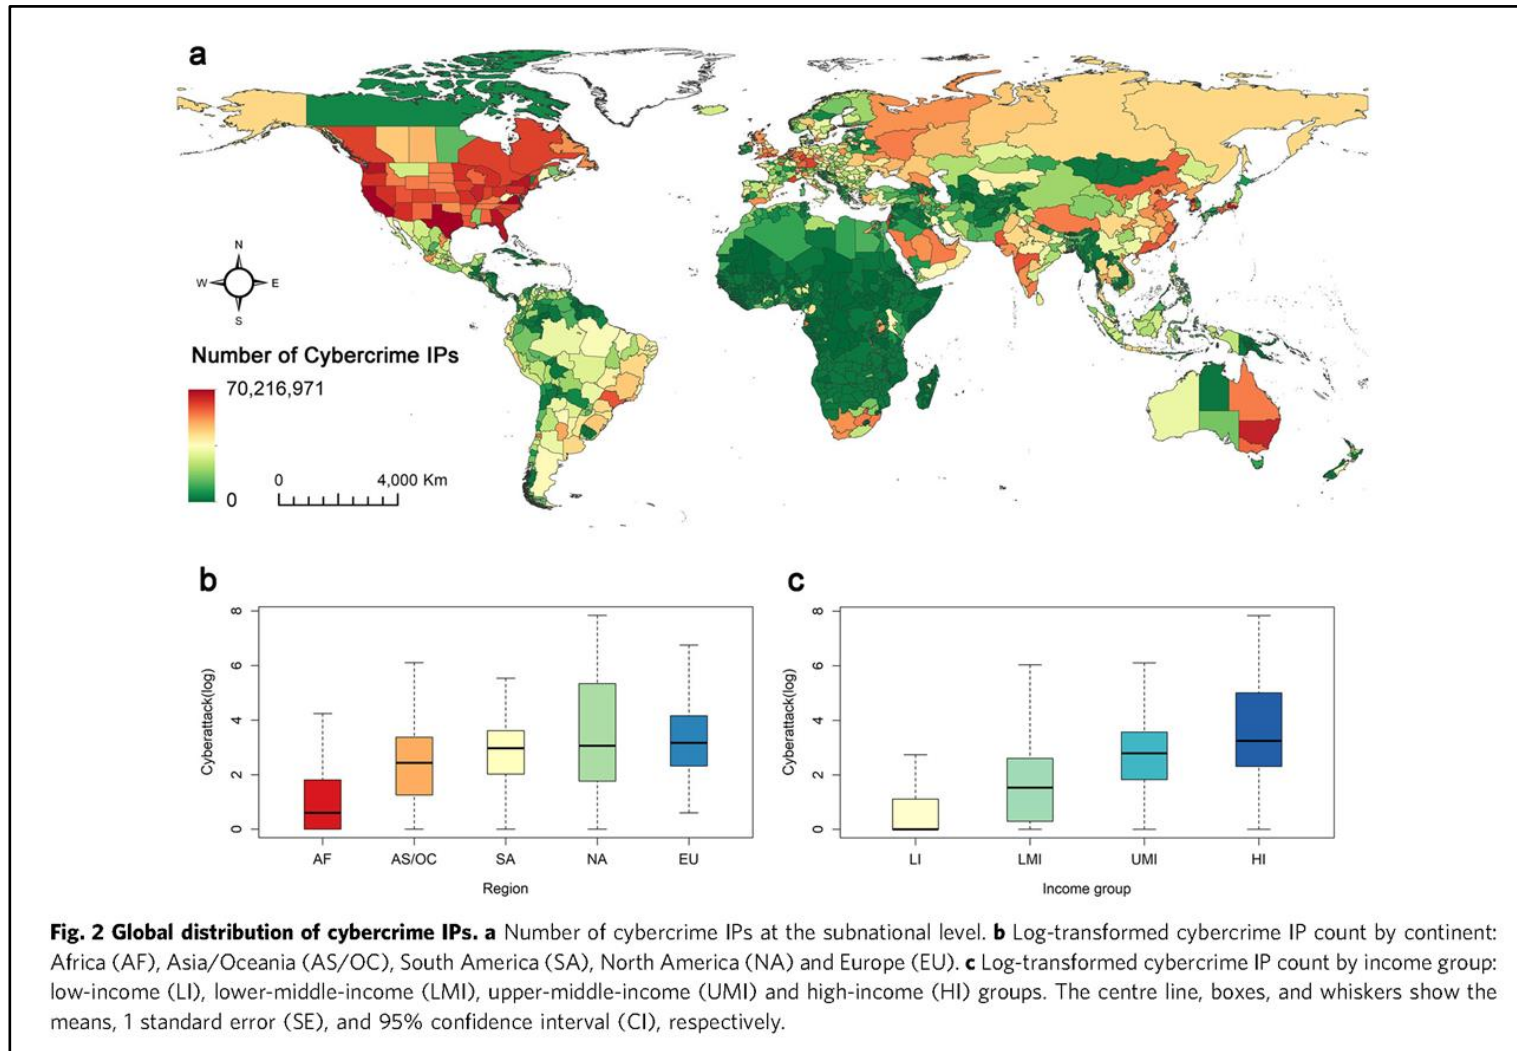 a
N
W E
S
Number of Cybercrime IPs
70,216,971
0
0 4,000 Km
b
8
6
4
2
0
Cyberattack(log)
AF AS/OC SA NA EU
Region
c
8
6
4
2
0
Cyberattack(log)
LI LMI UMI HI
Income group
Fig. 2 Global distribution of cybercrime IPs. a Number of cybercrime IPs at the subnational level. b Log-transformed cybercrime IP count by continent:
Africa (AF), Asia/Oceania (AS/OC), South America (SA), North America (NA) and Europe (EU). c Log-transformed cybercrime IP count by income group:
low-income (LI), lower-middle-income (LMI), upper-middle-income (UMI) and high-income (HI) groups. The centre line, boxes, and whiskers show the
means, 1 standard error (SE), and 95% confidence interval (CI), respectively.